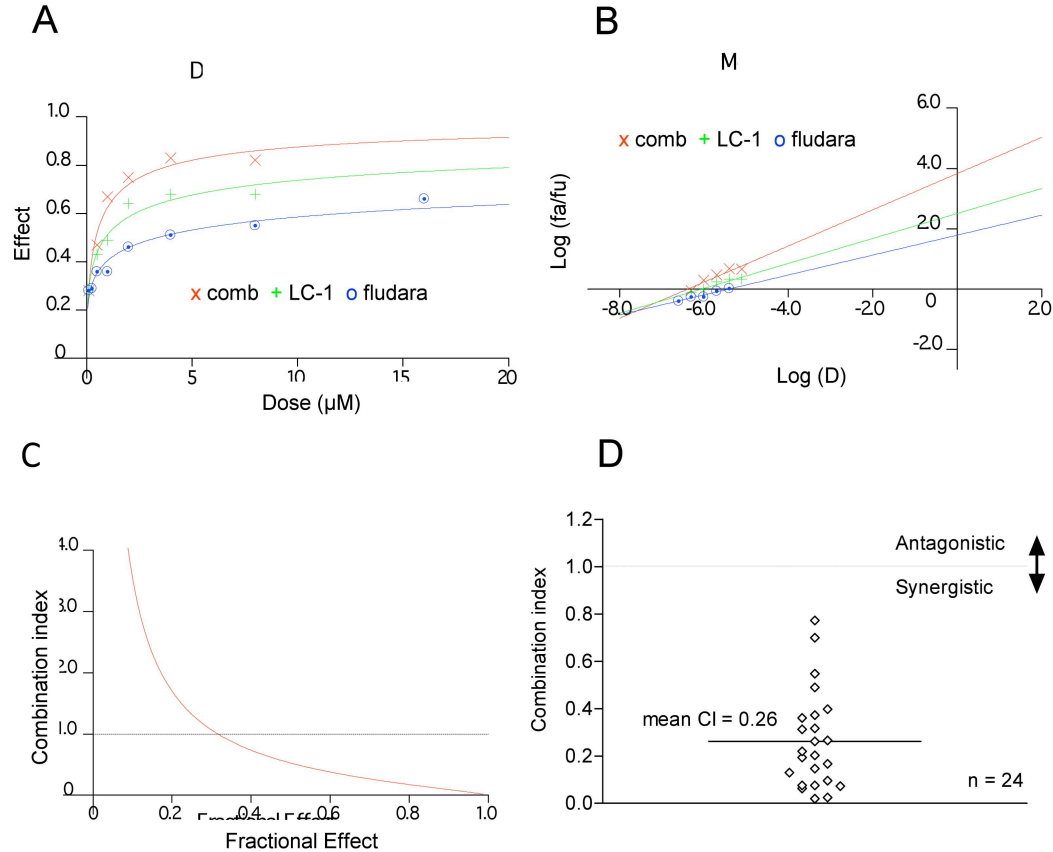 A
D
1.0
0.8
0.6
0.4
0.2
0
Effect
x comb + LC-1 o fludara
0 5 10 15 20
Dose (µM)
B
M
6.0
4.0
2.0
0
-2.0
Log (fa/fu)
x comb + LC-1 o fludara
-8.0 -6.0 -4.0 2.0
Log (D)
C
4.0
3.0
2.0
1.0
0
Combination index
0 0.2 0.4 0.6 0.8 1.0
Fractional Effect
Fractional Effect
D
1.2
1.0
0.8
0.6
0.4
0.2
0.0
Combination index
Antagonistic
Synergistic
mean CI = 0.26
n = 24